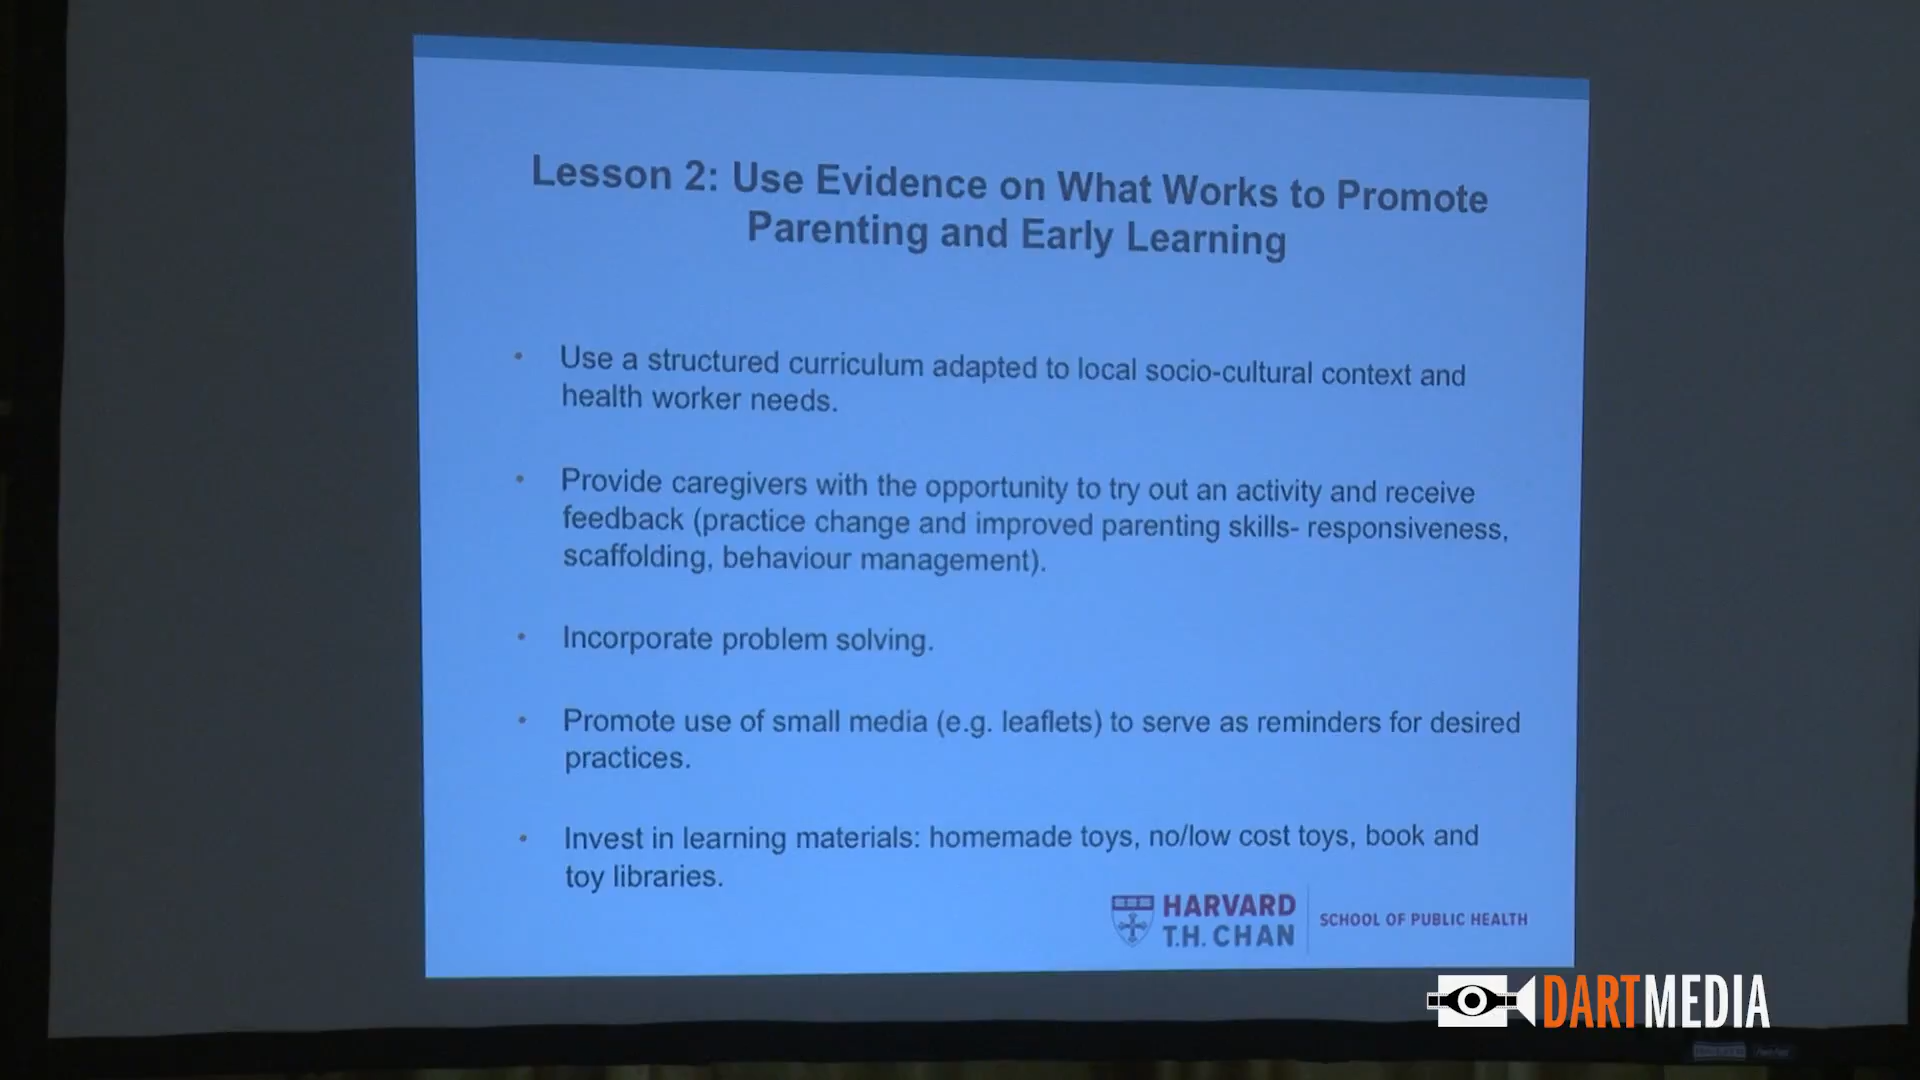 Lesson 2: Use Evidence on What Works to Promote
Parenting and Early Learning
• Use a structured curriculum adapted to local socio-cultural context and
health worker needs.
• Provide caregivers with the opportunity to try out an activity and receive
feedback (practice change and improved parenting skills- responsiveness,
scaffolding, behaviour management).
• Incorporate problem solving.
• Promote use of small media (e.g. leaflets) to serve as reminders for desired
practices.
• Invest in learning materials: homemade toys, no/low cost toys, book and
toy libraries.
HARVARD
T.H. CHAN
SCHOOL OF PUBLIC HEALTH
DARTMEDIA